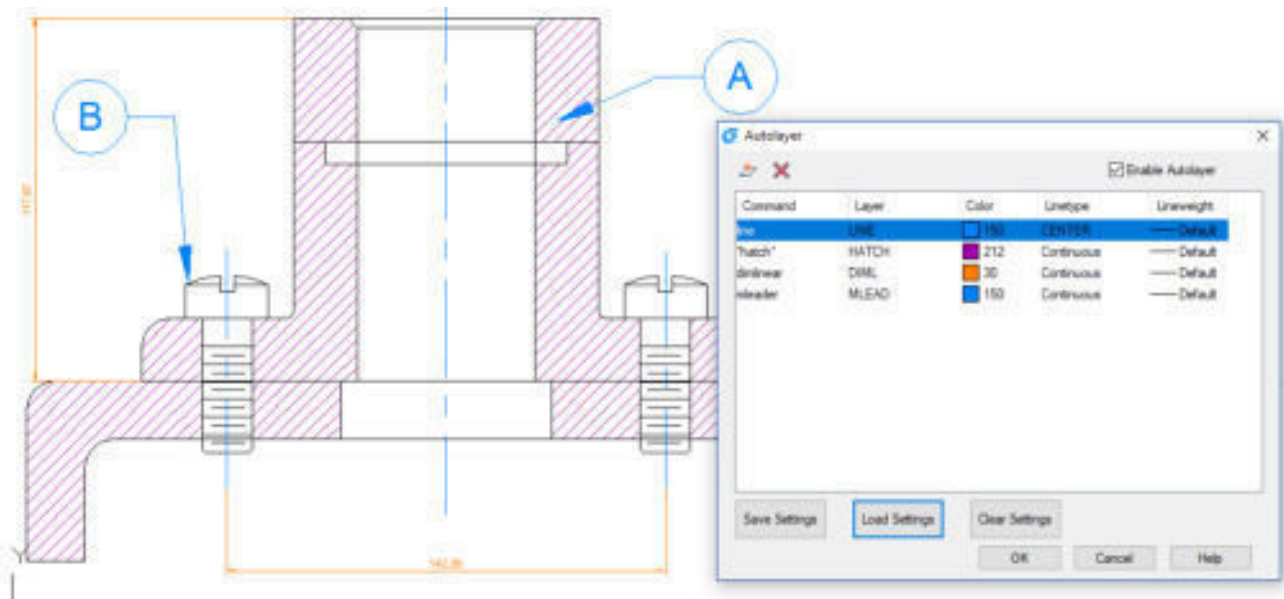 A
B
Autolayer
Enable Autolayer
Command Layer Color Linetype Lineweight
line LINE 150 CENTER Default
"hatch" HATCH 212 Continuous Default
dimlinear DIML 30 Continuous Default
mleader MLEAD 150 Continuous Default
Save Settings Load Settings Clear Settings
OK Cancel Help
Y